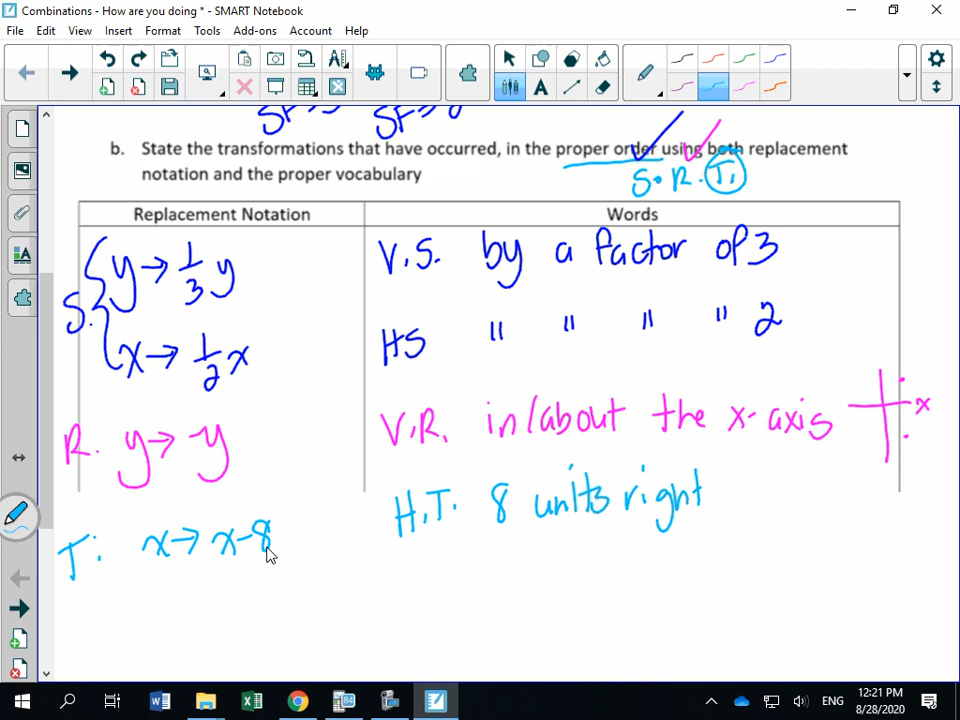 Combinations - How are you doing * - SMART Notebook
File Edit View Insert Format Tools Add-ons Account Help
b. State the transformations that have occurred, in the proper order using both replacement
notation and the proper vocabulary
S. R. T.
Replacement Notation Words
S. y → 1/3 y V.S. by a factor of 3
x → 1/2 x HS " " " " 2
R. y → -y V.R. in/about the x-axis x
T: x → x-8 H.T. 8 units right
ENG 12:21 PM
8/28/2020